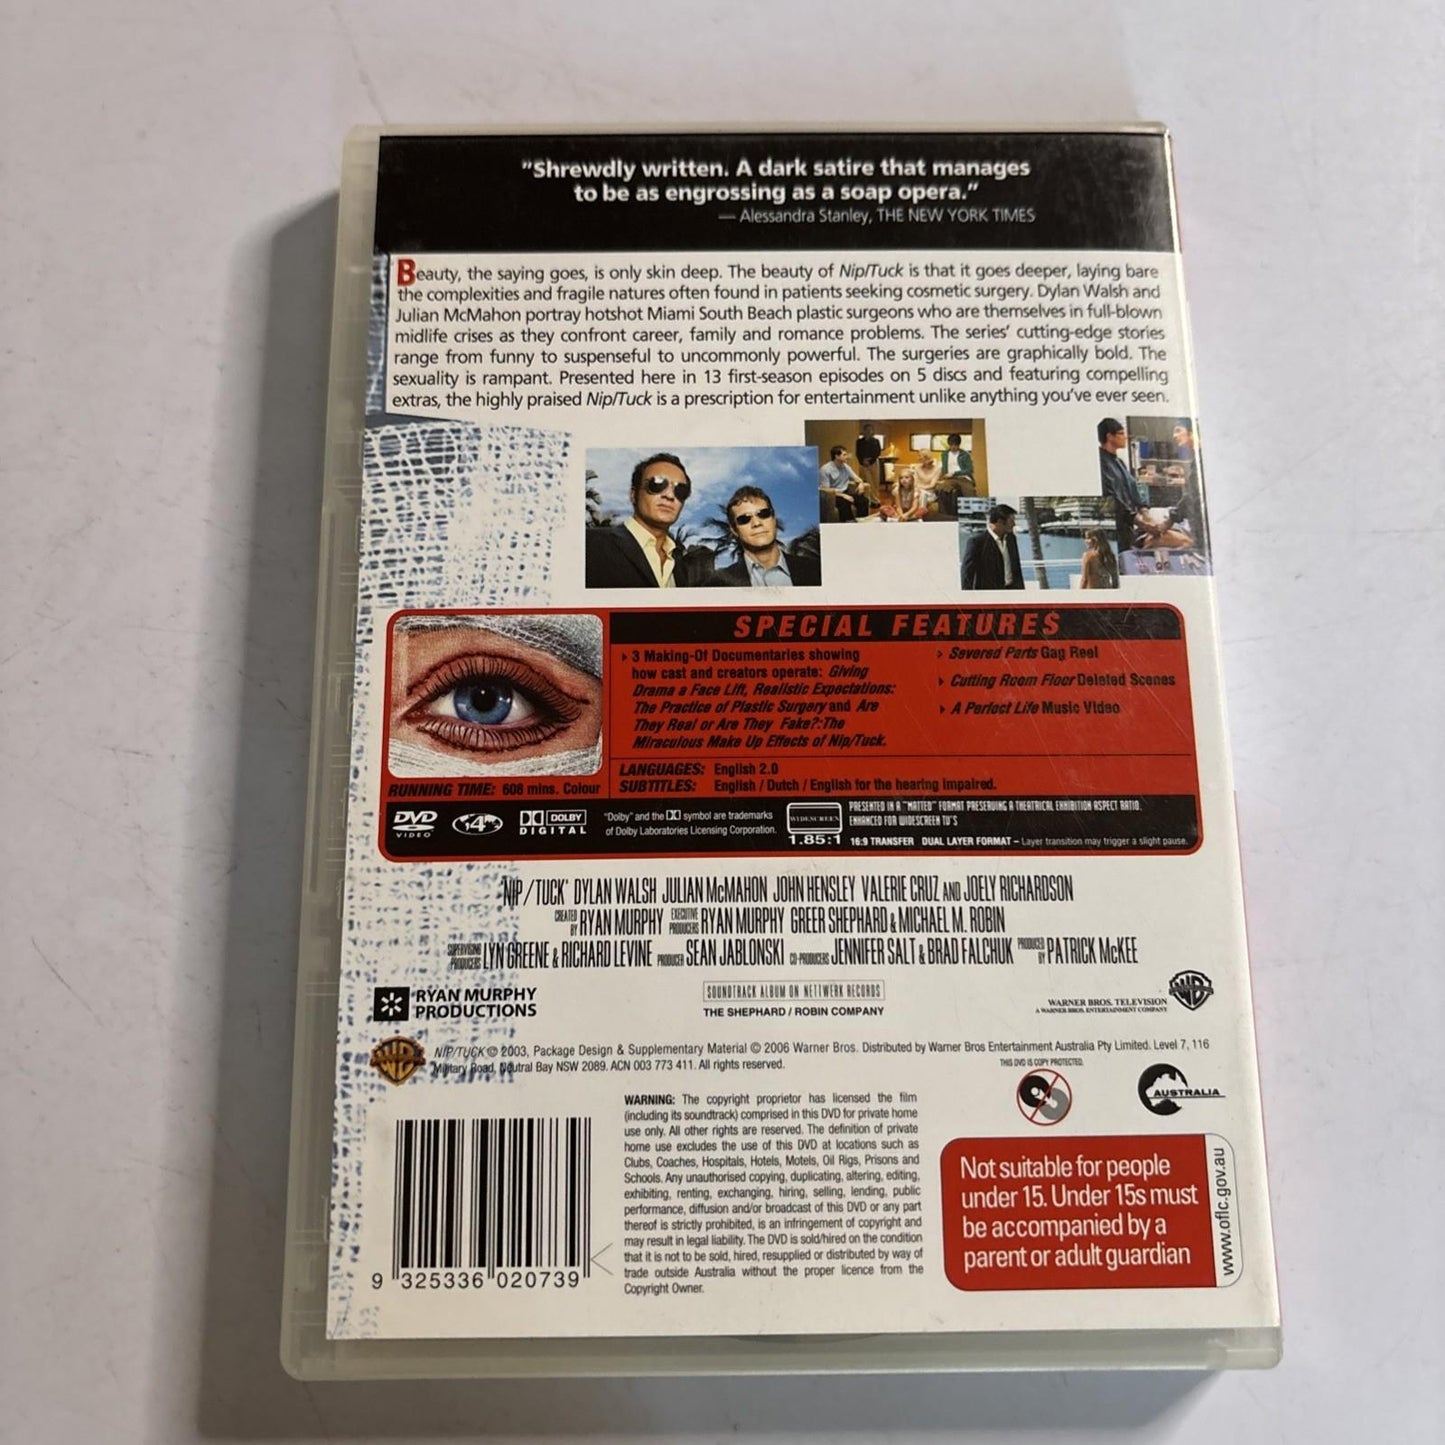 "Shrewdly written. A dark satire that manages
to be as engrossing as a soap opera."
— Alessandra Stanley, THE NEW YORK TIMES
Beauty, the saying goes, is only skin deep. The beauty of Nip/Tuck is that it goes deeper, laying bare
the complexities and fragile natures often found in patients seeking cosmetic surgery. Dylan Walsh and
Julian McMahon portray hotshot Miami South Beach plastic surgeons who are themselves in full-blown
midlife crises as they confront career, family and romance problems. The series' cutting-edge stories
range from funny to suspenseful to uncommonly powerful. The surgeries are graphically bold. The
sexuality is rampant. Presented here in 13 first-season episodes on 5 discs and featuring compelling
extras, the highly praised Nip/Tuck is a prescription for entertainment unlike anything you've ever seen.
SPECIAL FEATURES
3 Making-Of Documentaries showing
how cast and creators operate: Giving
Drama a Face Lift, Realistic Expectations:
The Practice of Plastic Surgery and Are
They Real or Are They Fake?:The
Miraculous Make Up Effects of Nip/Tuck.
Severed Parts Gag Reel
Cutting Room Floor Deleted Scenes
A Perfect Life Music Video
RUNNING TIME: 608 mins. Colour
LANGUAGES: English 2.0
SUBTITLES: English / Dutch / English for the hearing impaired.
DVD
VIDEO
4
DOLBY
DIGITAL
"Dolby" and the DD symbol are trademarks
of Dolby Laboratories Licensing Corporation.
WIDESCREEN
1.85:1
PRESENTED IN A "MATTED" FORMAT PRESERVING A THEATRICAL EXHIBITION ASPECT RATIO.
ENHANCED FOR WIDESCREEN TV'S
16:9 TRANSFER DUAL LAYER FORMAT – Layer transition may trigger a slight pause.
"NIP/TUCK" DYLAN WALSH JULIAN McMAHON JOHN HENSLEY VALERIE CRUZ AND JOELY RICHARDSON
CREATED BY RYAN MURPHY EXECUTIVE PRODUCERS RYAN MURPHY GREER SHEPHARD & MICHAEL M. ROBIN
SUPERVISING PRODUCERS LYN GREENE & RICHARD LEVINE PRODUCER SEAN JABLONSKI CO-PRODUCERS JENNIFER SALT & BRAD FALCHUK PRODUCED BY PATRICK McKEE
RYAN MURPHY
PRODUCTIONS
SOUNDTRACK ALBUM ON NETTWERK RECORDS
THE SHEPHARD / ROBIN COMPANY
WARNER BROS. TELEVISION
A WARNER BROS. ENTERTAINMENT COMPANY
NIP/TUCK © 2003, Package Design & Supplementary Material © 2006 Warner Bros. Distributed by Warner Bros Entertainment Australia Pty Limited. Level 7, 116
Military Road, Neutral Bay NSW 2089. ACN 003 773 411. All rights reserved.
THIS DVD IS COPY PROTECTED.
AUSTRALIA
WARNING: The copyright proprietor has licensed the film
(including its soundtrack) comprised in this DVD for private home
use only. All other rights are reserved. The definition of private
home use excludes the use of this DVD at locations such as
Clubs, Coaches, Hospitals, Hotels, Motels, Oil Rigs, Prisons and
Schools. Any unauthorised copying, duplicating, altering, editing,
exhibiting, renting, exchanging, hiring, selling, lending, public
performance, diffusion and/or broadcast of this DVD or any part
thereof is strictly prohibited, is an infringement of copyright and
may result in legal liability. The DVD is sold/hired on the condition
that it is not to be sold, hired, resupplied or distributed by way of
trade outside Australia without the proper licence from the
Copyright Owner.
9 325336 020739
Not suitable for people
under 15. Under 15s must
be accompanied by a
parent or adult guardian
www.oflc.gov.au